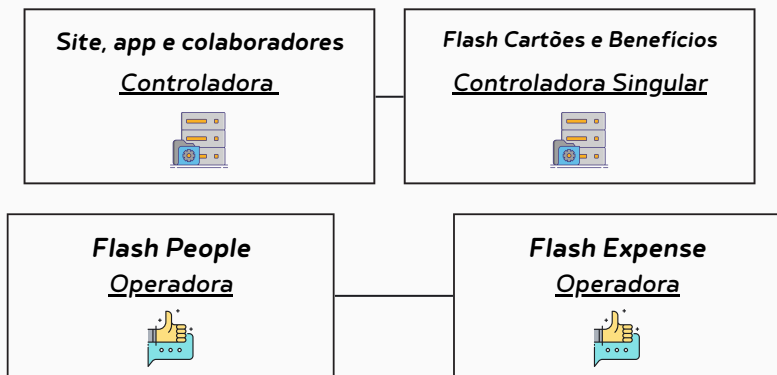 Site, app e colaboradores
Controladora
Flash Cartões e Benefícios
Controladora Singular
Flash People
Operadora
Flash Expense
Operadora